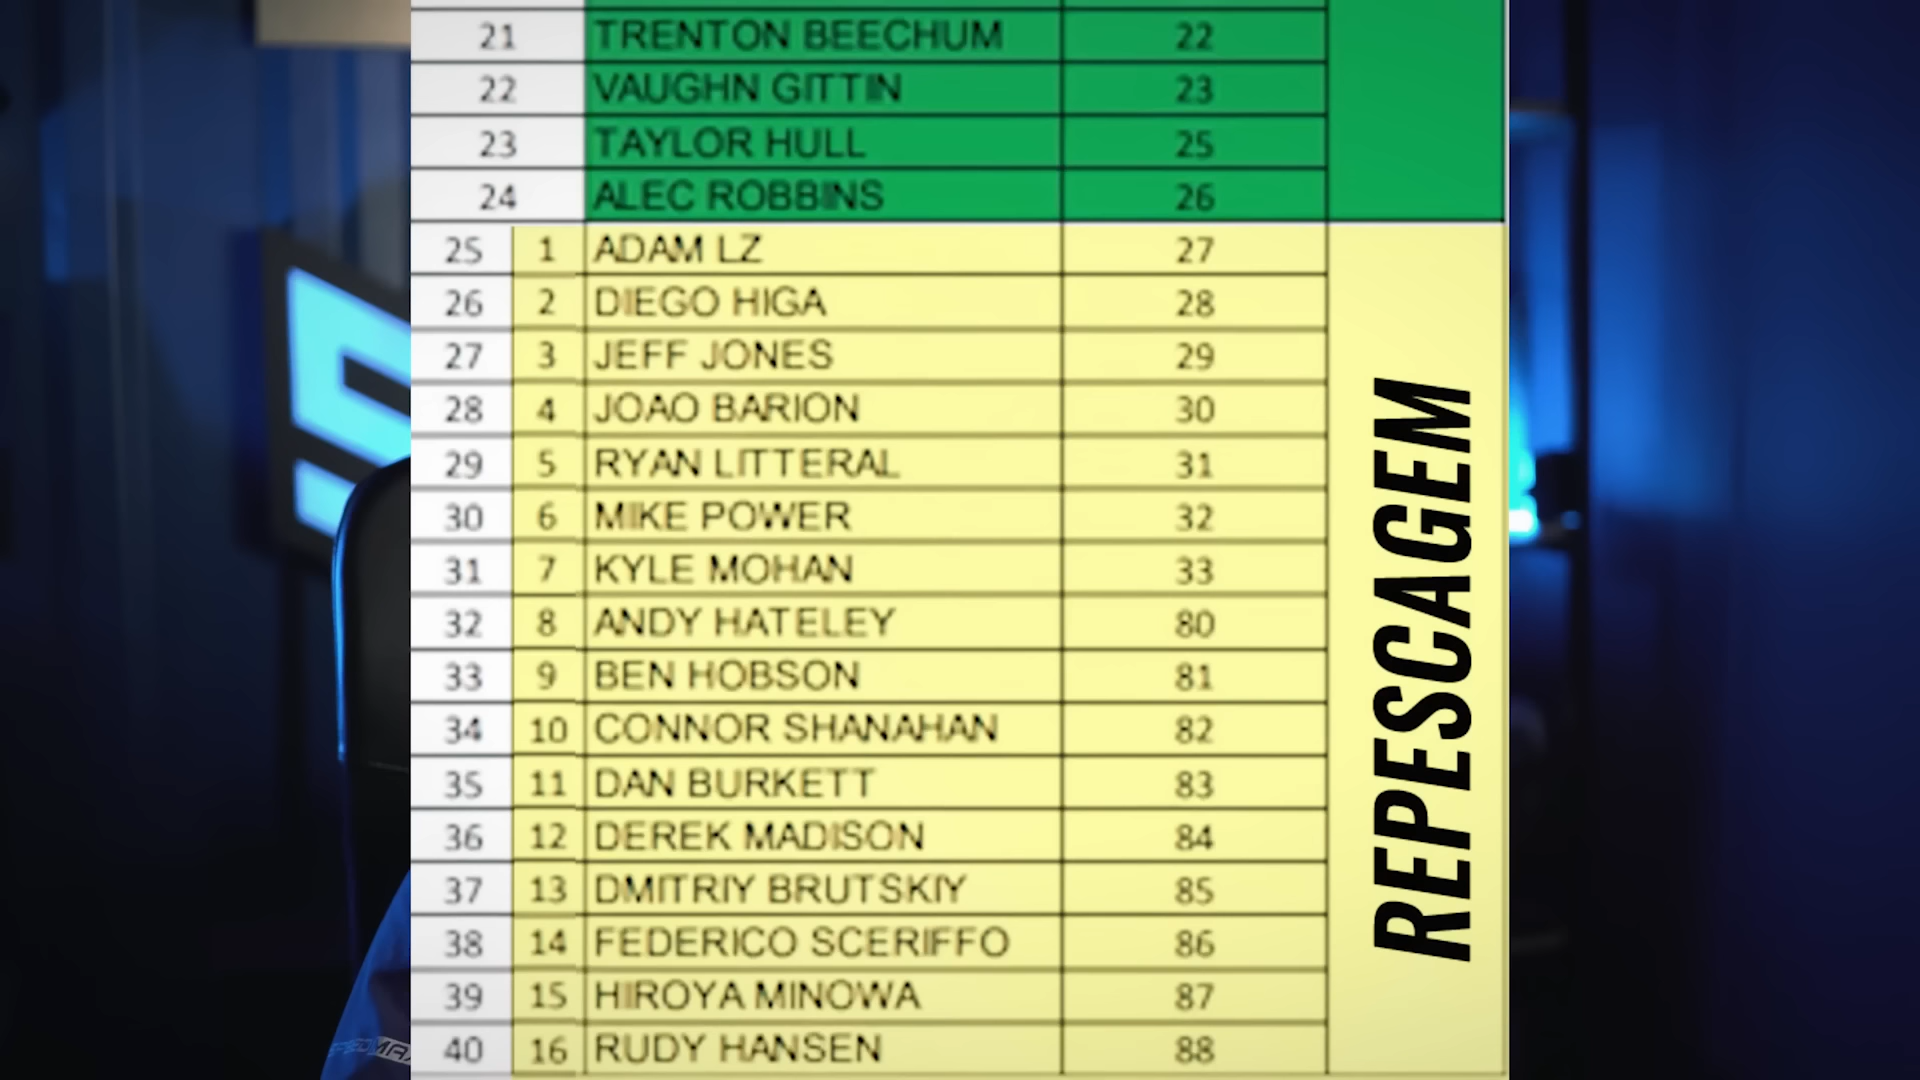 21 TRENTON BEECHUM 22
22 VAUGHN GITTIN 23
23 TAYLOR HULL 25
24 ALEC ROBBINS 26
25 1 ADAM LZ 27
26 2 DIEGO HIGA 28
27 3 JEFF JONES 29
28 4 JOAO BARION 30
29 5 RYAN LITTERAL 31
30 6 MIKE POWER 32
31 7 KYLE MOHAN 33
32 8 ANDY HATELEY 80
33 9 BEN HOBSON 81
34 10 CONNOR SHANAHAN 82
35 11 DAN BURKETT 83
36 12 DEREK MADISON 84
37 13 DMITRIY BRUTSKIY 85
38 14 FEDERICO SCERIFFO 86
39 15 HIROYA MINOWA 87
40 16 RUDY HANSEN 88
REPESCAGEM